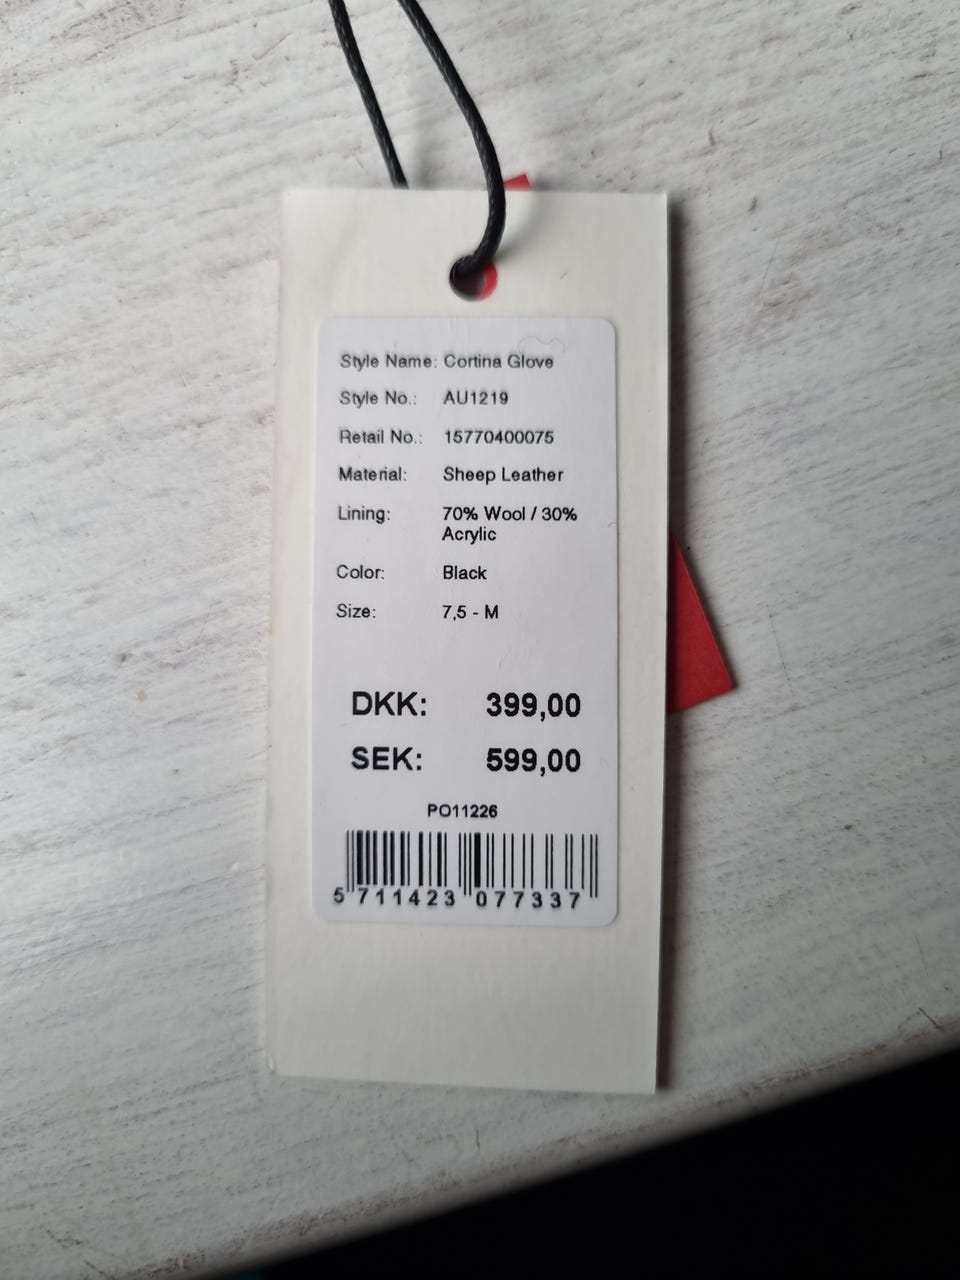 Style Name: Cortina Glove
Style No.: AU1219
Retail No.: 15770400075
Material: Sheep Leather
Lining: 70% Wool / 30%
Acrylic
Color: Black
Size: 7,5 - M
DKK: 399,00
SEK: 599,00
PO11226
5 711423 077337